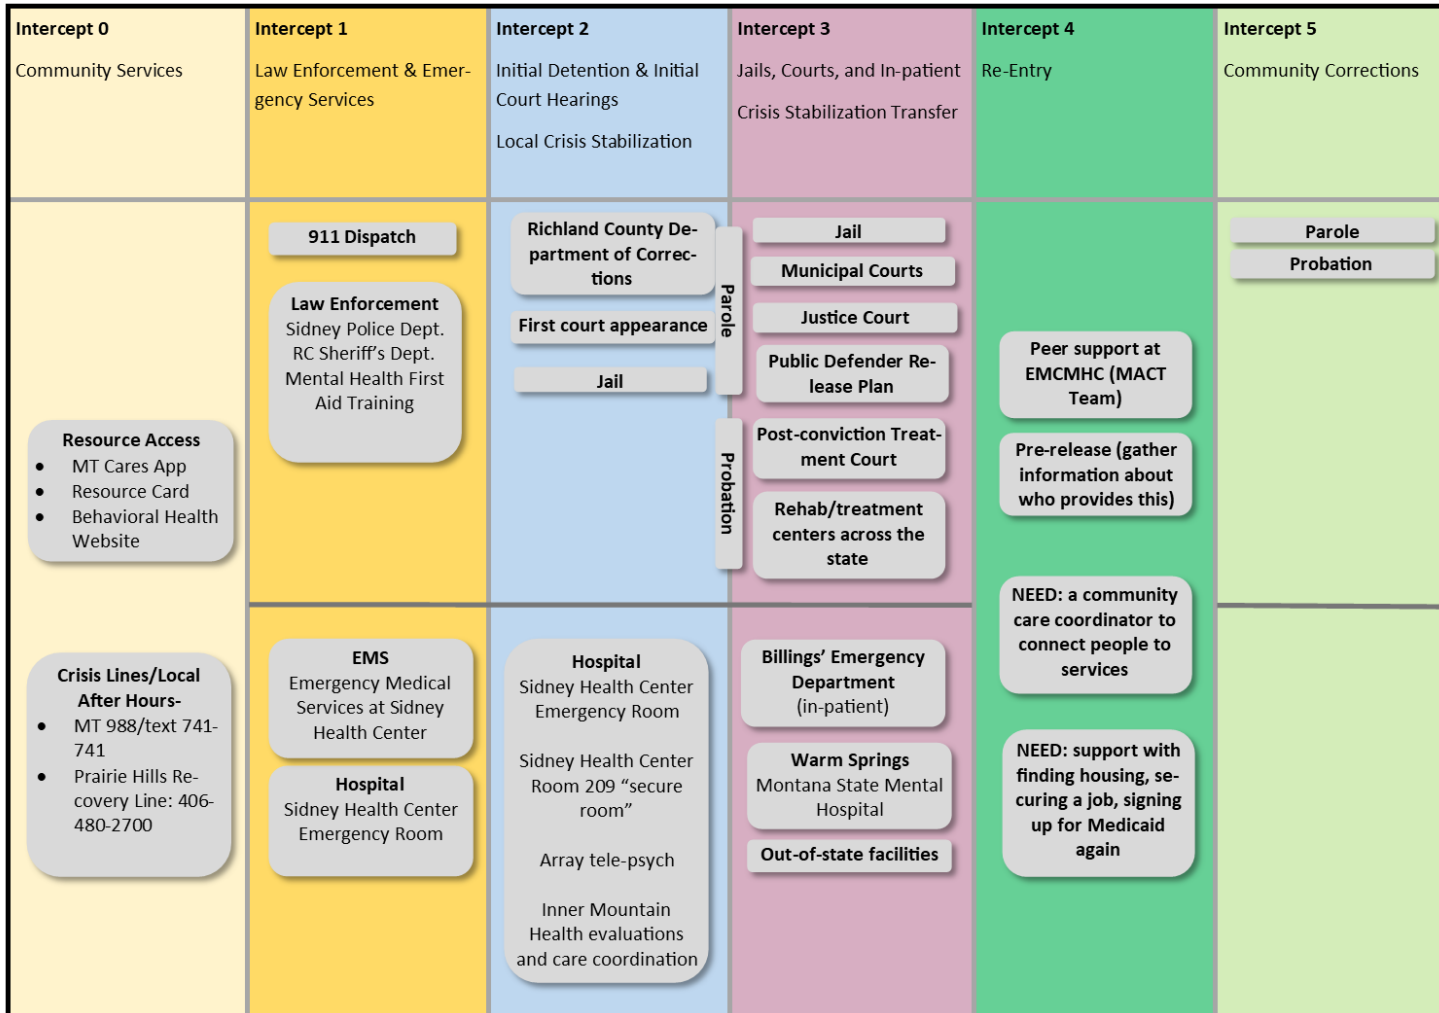 Intercept 0
Community Services
Intercept 1
Law Enforcement & Emer-
gency Services
Intercept 2
Initial Detention & Initial
Court Hearings
Local Crisis Stabilization
Intercept 3
Jails, Courts, and In-patient
Crisis Stabilization Transfer
Intercept 4
Re-Entry
Intercept 5
Community Corrections
Resource Access
• MT Cares App
• Resource Card
• Behavioral Health
Website
Crisis Lines/Local
After Hours-
• MT 988/text 741-
741
• Prairie Hills Re-
covery Line: 406-
480-2700
911 Dispatch
Law Enforcement
Sidney Police Dept.
RC Sheriff's Dept.
Mental Health First
Aid Training
EMS
Emergency Medical
Services at Sidney
Health Center
Hospital
Sidney Health Center
Emergency Room
Richland County De-
partment of Correc-
tions
First court appearance
Jail
Hospital
Sidney Health Center
Emergency Room
Sidney Health Center
Room 209 “secure
room”
Array tele-psych
Inner Mountain
Health evaluations
and care coordination
Parole
Probation
Jail
Municipal Courts
Justice Court
Public Defender Re-
lease Plan
Post-conviction Treat-
ment Court
Rehab/treatment
centers across the
state
Billings’ Emergency
Department
(in-patient)
Warm Springs
Montana State Mental
Hospital
Out-of-state facilities
Peer support at
EMCMHC (MACT
Team)
Pre-release (gather
information about
who provides this)
NEED: a community
care coordinator to
connect people to
services
NEED: support with
finding housing, se-
curing a job, signing
up for Medicaid
again
Parole
Probation